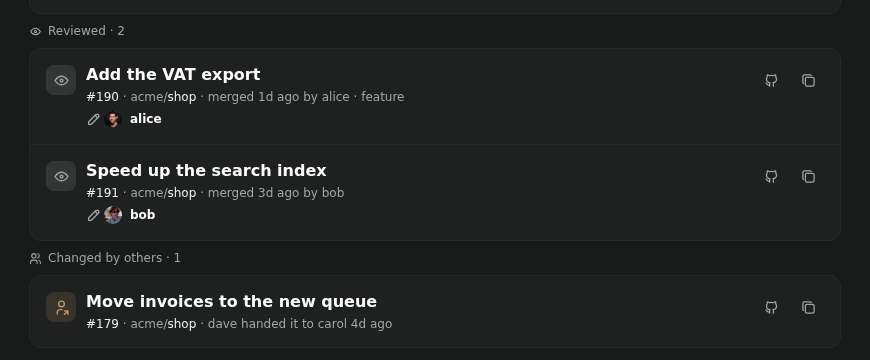 Reviewed · 2
Add the VAT export
#190 · acme/shop · merged 1d ago by alice · feature
alice
Speed up the search index
#191 · acme/shop · merged 3d ago by bob
bob
Changed by others · 1
Move invoices to the new queue
#179 · acme/shop · dave handed it to carol 4d ago